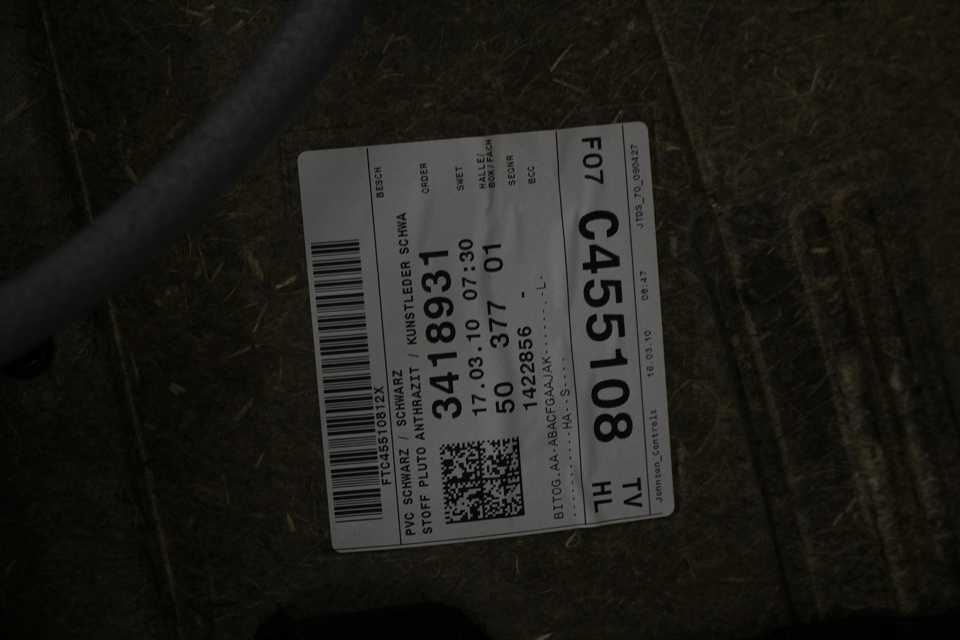 FTC45510812X
BESCH
PVC SCHWARZ / SCHWARZ
STOFF PLUTO ANTHRAZIT / KUNSTLEDER SCHWA
3418931 ORDER
17.03.10 07:30 SWET
50 377 01 HALLE/
BOX/FACH
1422856 - SEQNR
BCC
BITOG.AA-ABACFGAAJAK-------L-
F07 C455108 TV
HL
Johnson_Controls 16.03.10 08:47 JTDS_70_090427